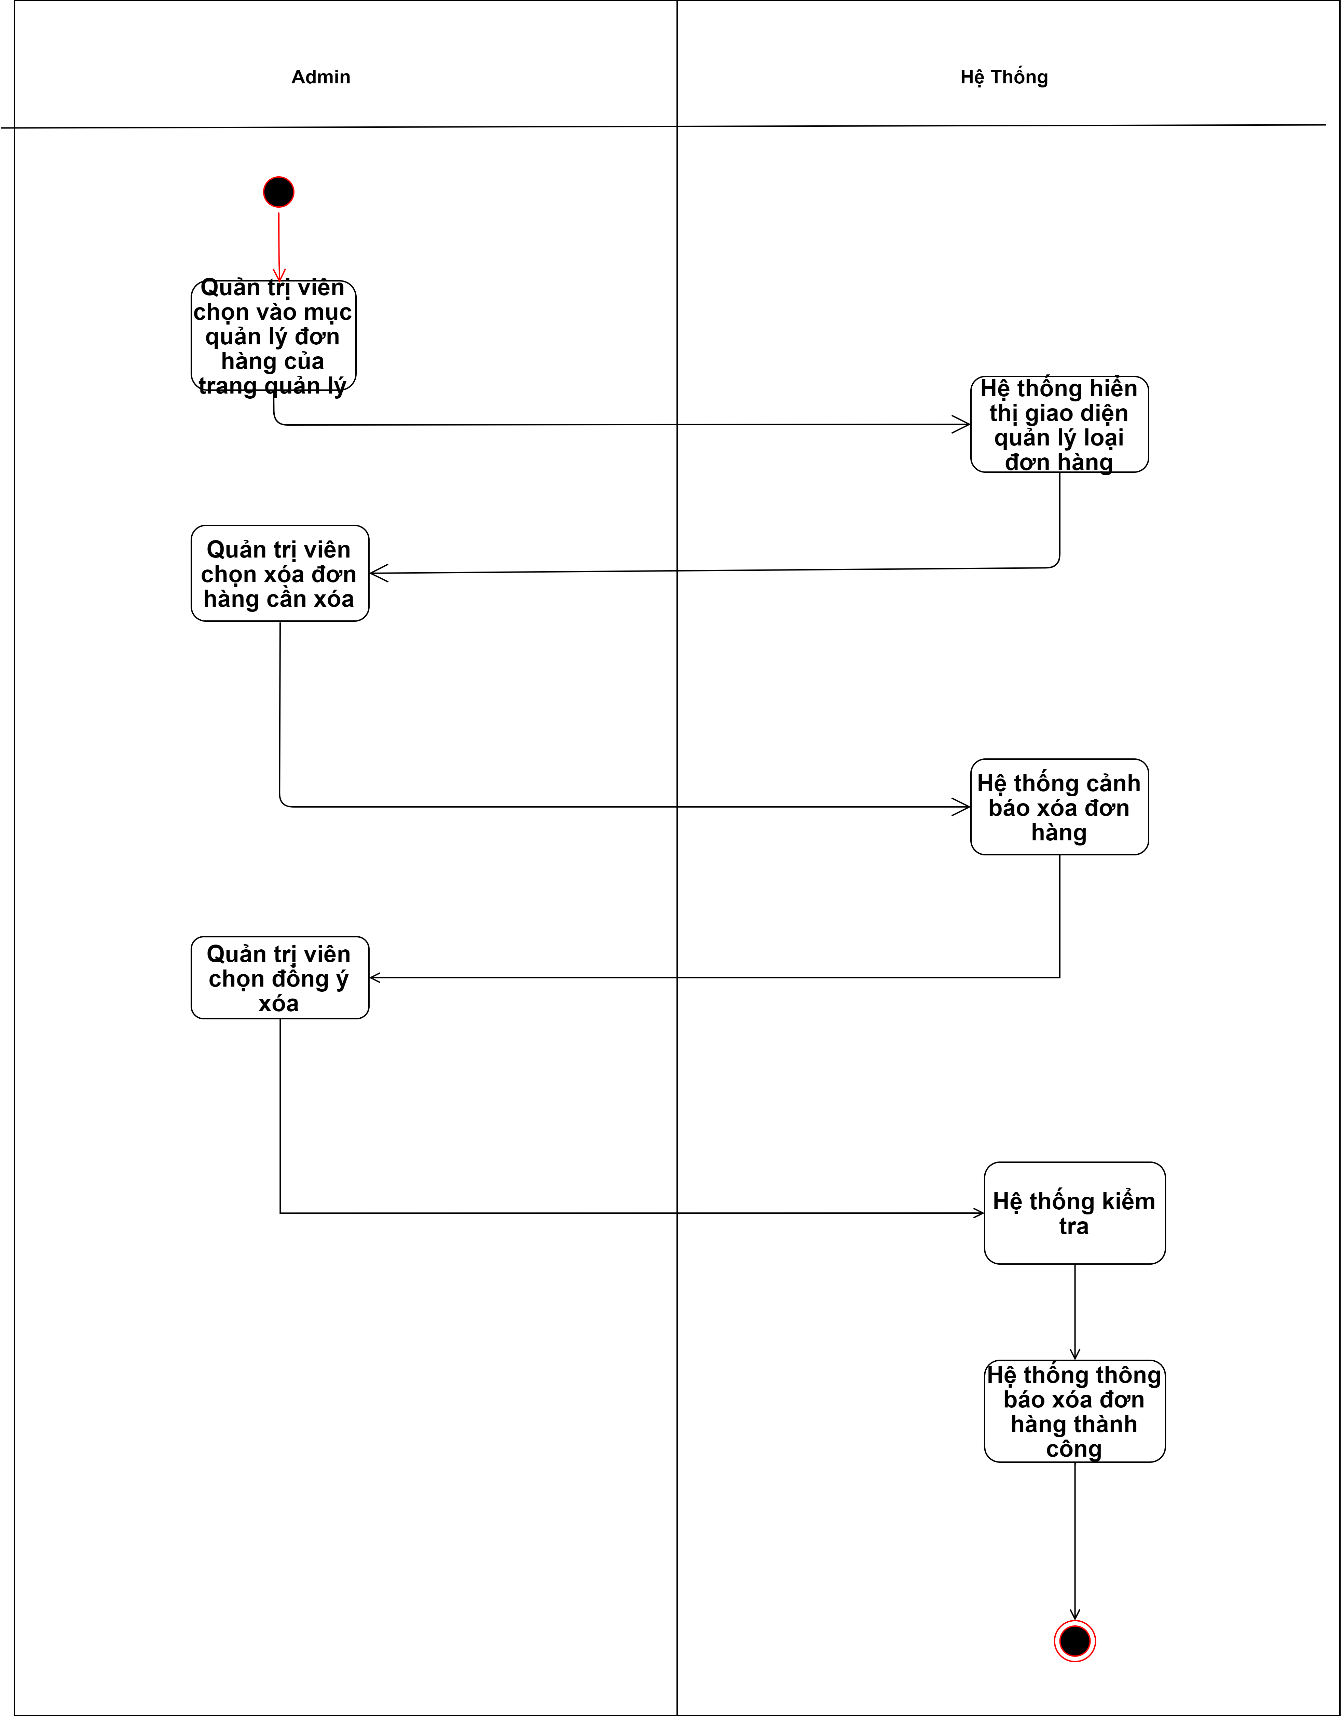 Admin
Hệ Thống
Quản trị viên
chọn vào mục
quản lý đơn
hàng của
trang quản lý
Hệ thống hiển
thị giao diện
quản lý loại
đơn hàng
Quản trị viên
chọn xóa đơn
hàng cần xóa
Hệ thống cảnh
báo xóa đơn
hàng
Quản trị viên
chọn đồng ý
xóa
Hệ thống kiểm
tra
Hệ thống thông
báo xóa đơn
hàng thành
công